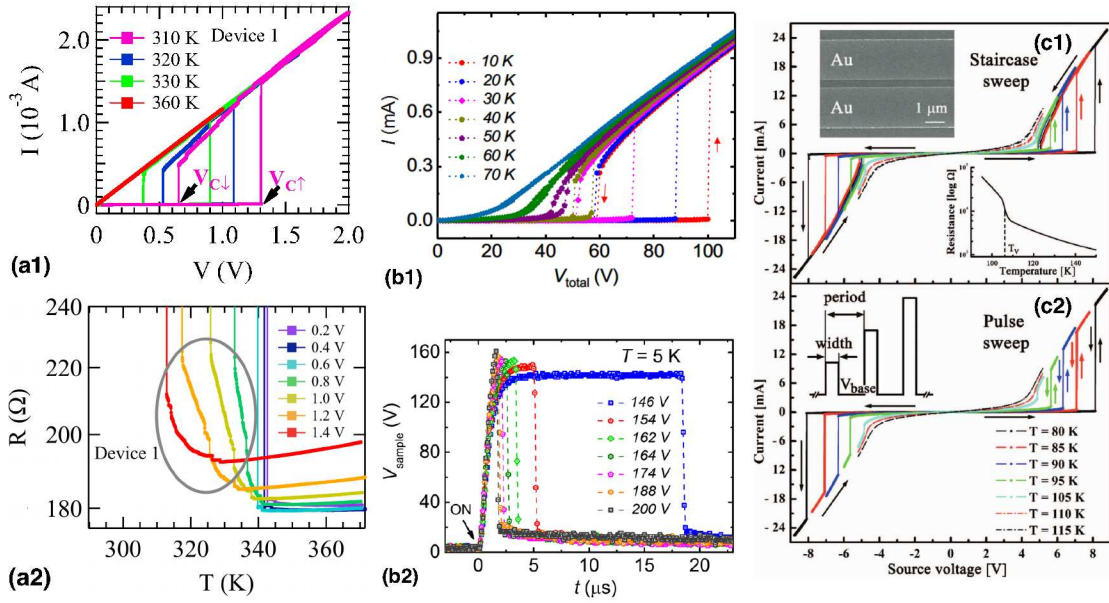 I (10⁻³ A)
2.0
1.0
0
Device 1
310 K
320 K
330 K
360 K
V_C↓
V_C↑
0 0.5 1.0 1.5 2.0
V (V)
(a1)
R (Ω)
240
220
200
180
0.2 V
0.4 V
0.6 V
0.8 V
1.0 V
1.2 V
1.4 V
Device 1
300 320 340 360
T (K)
(a2)
I (mA)
0.9
0.6
0.3
0.0
10 K
20 K
30 K
40 K
50 K
60 K
70 K
0 20 40 60 80 100
V_total (V)
(b1)
V_sample (V)
160
120
80
40
0
T = 5 K
146 V
154 V
162 V
164 V
174 V
188 V
200 V
ON
0 5 10 15 20 25
t (μs)
(b2)
(c1)
Current [mA]
24
18
12
6
0
-6
-12
-18
-24
Au
Au
1 μm
Staircase
sweep
Resistance [log Ω]
T_V
100 120 140
Temperature [K]
(c2)
Current [mA]
24
18
12
6
0
-6
-12
-18
-24
period
width
V_base
Pulse
sweep
T = 80 K
T = 85 K
T = 90 K
T = 95 K
T = 105 K
T = 110 K
T = 115 K
-8 -6 -4 -2 0 2 4 6 8
Source voltage [V]